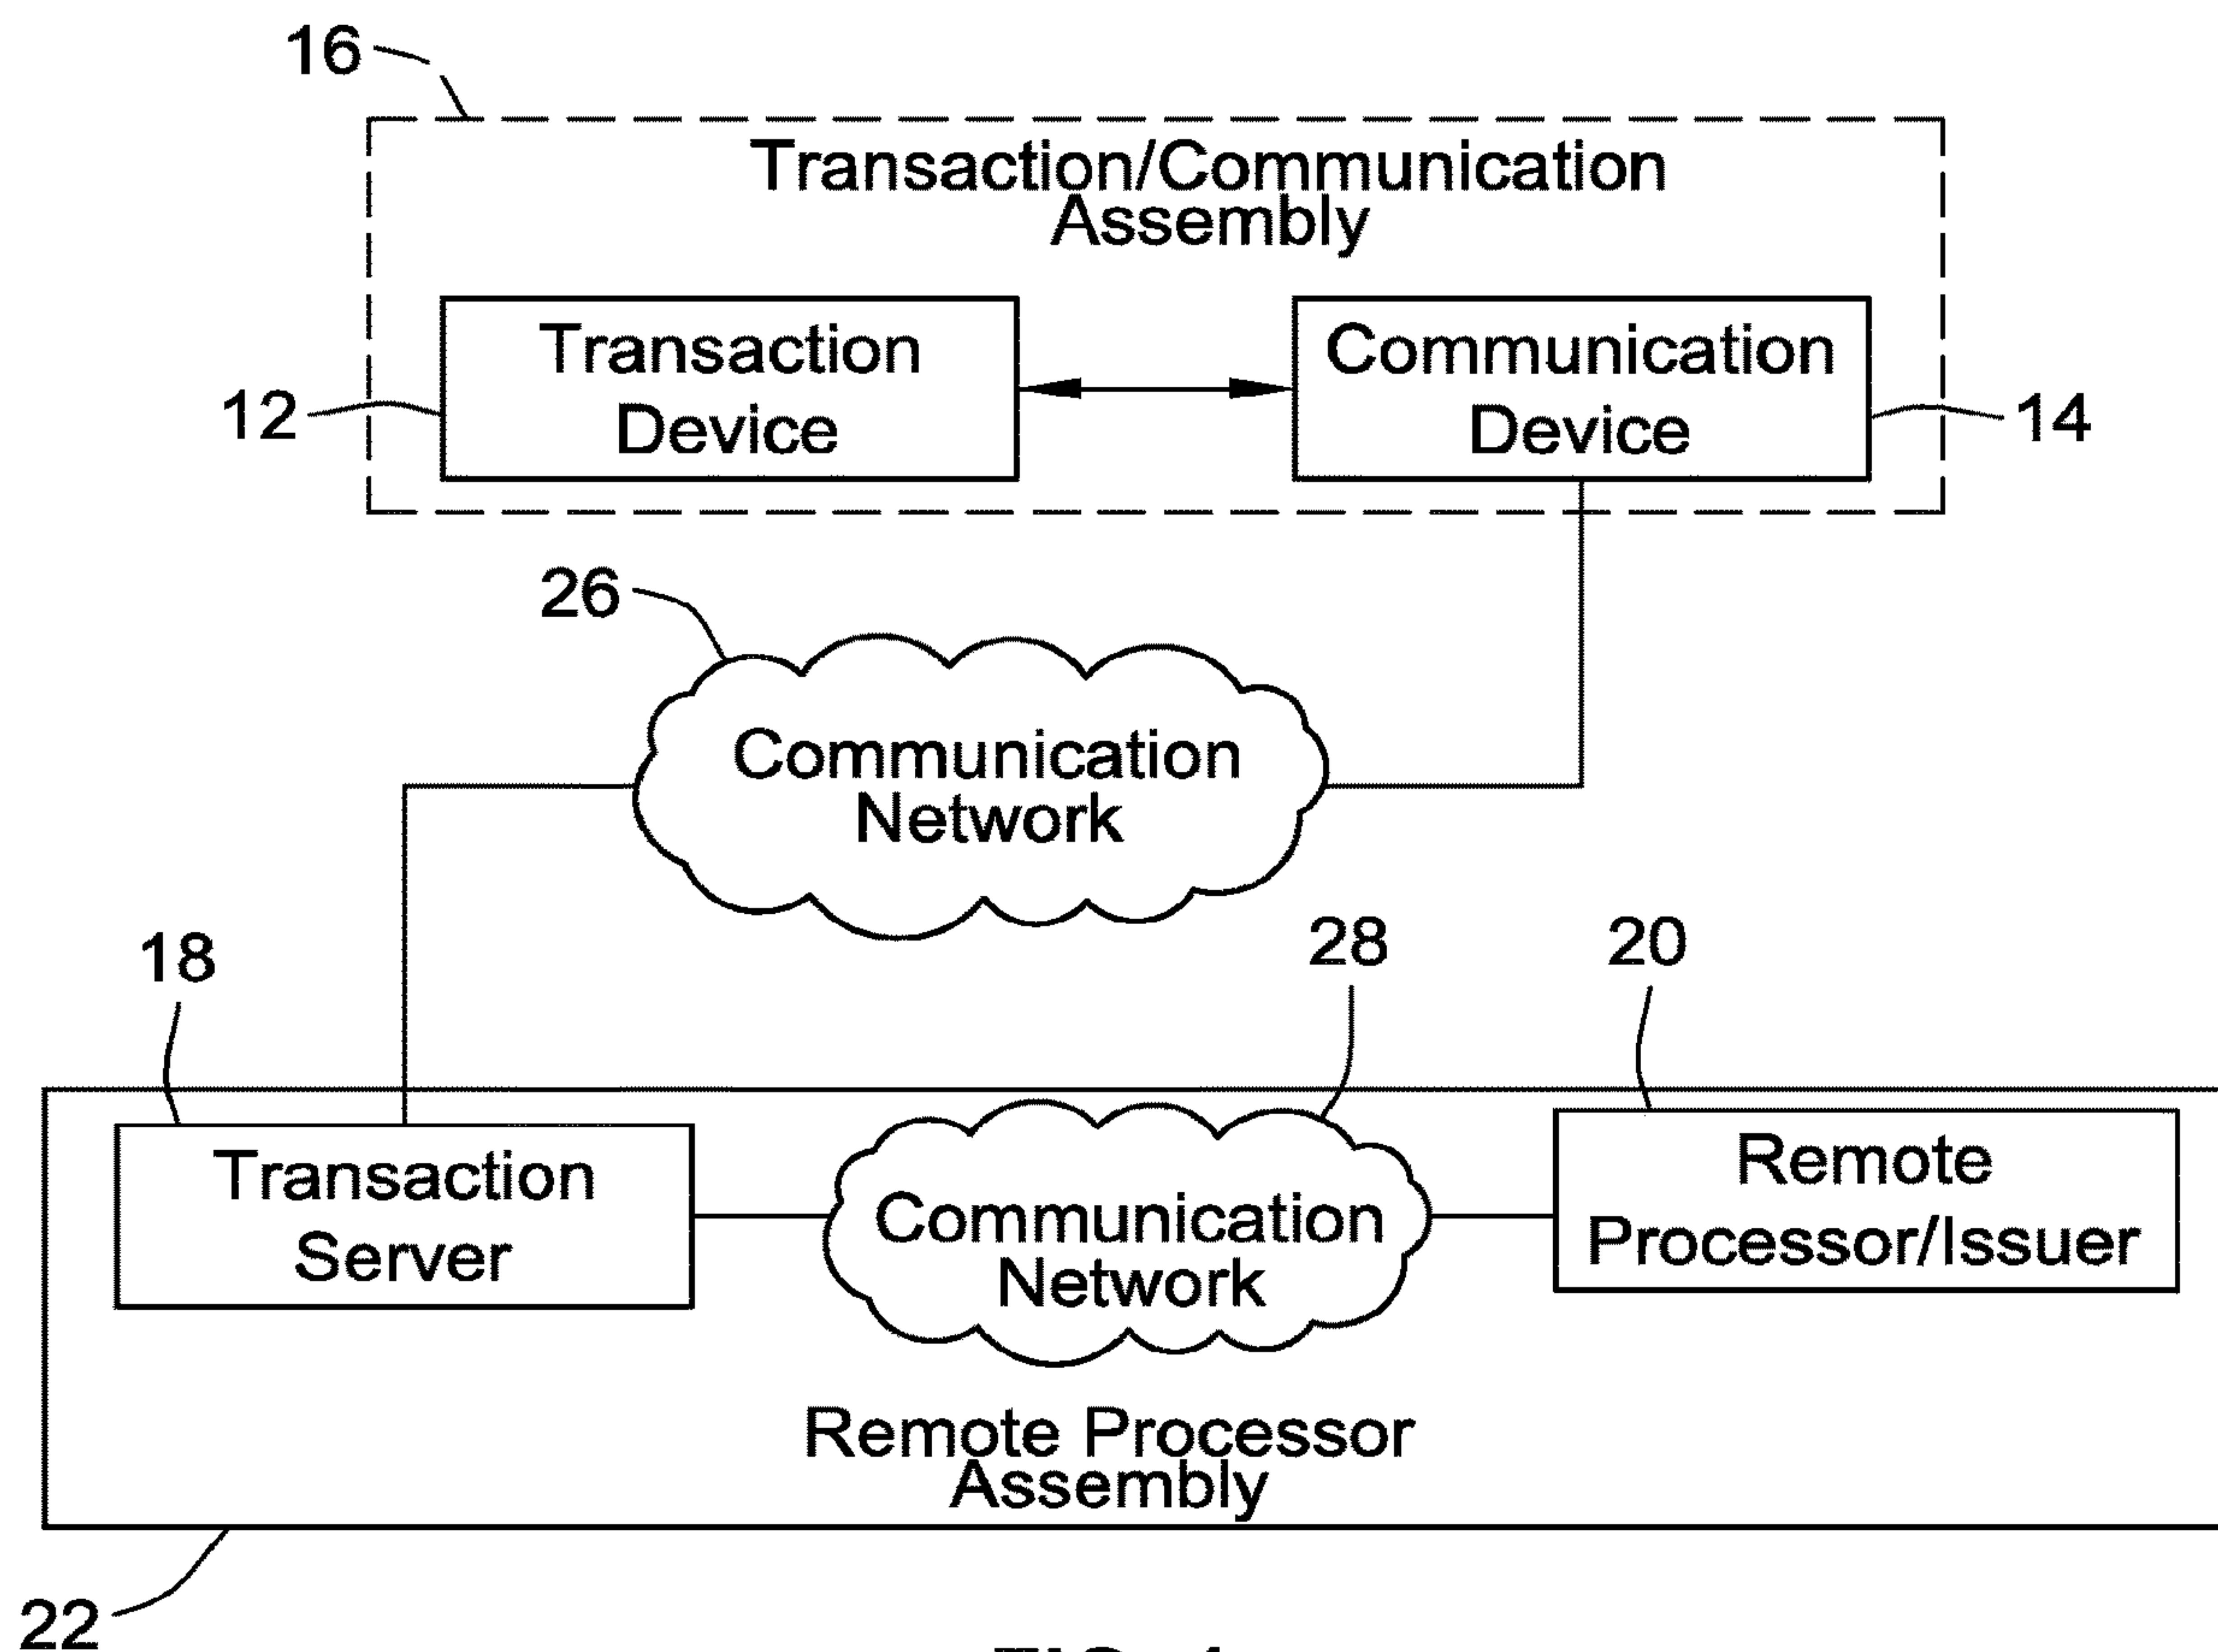 16
Transaction/Communication
Assembly
Transaction
Device
Communication
Device
12
14
26
Communication
Network
18
28
20
Transaction
Server
Communication
Network
Remote
Processor/Issuer
Remote Processor
Assembly
22